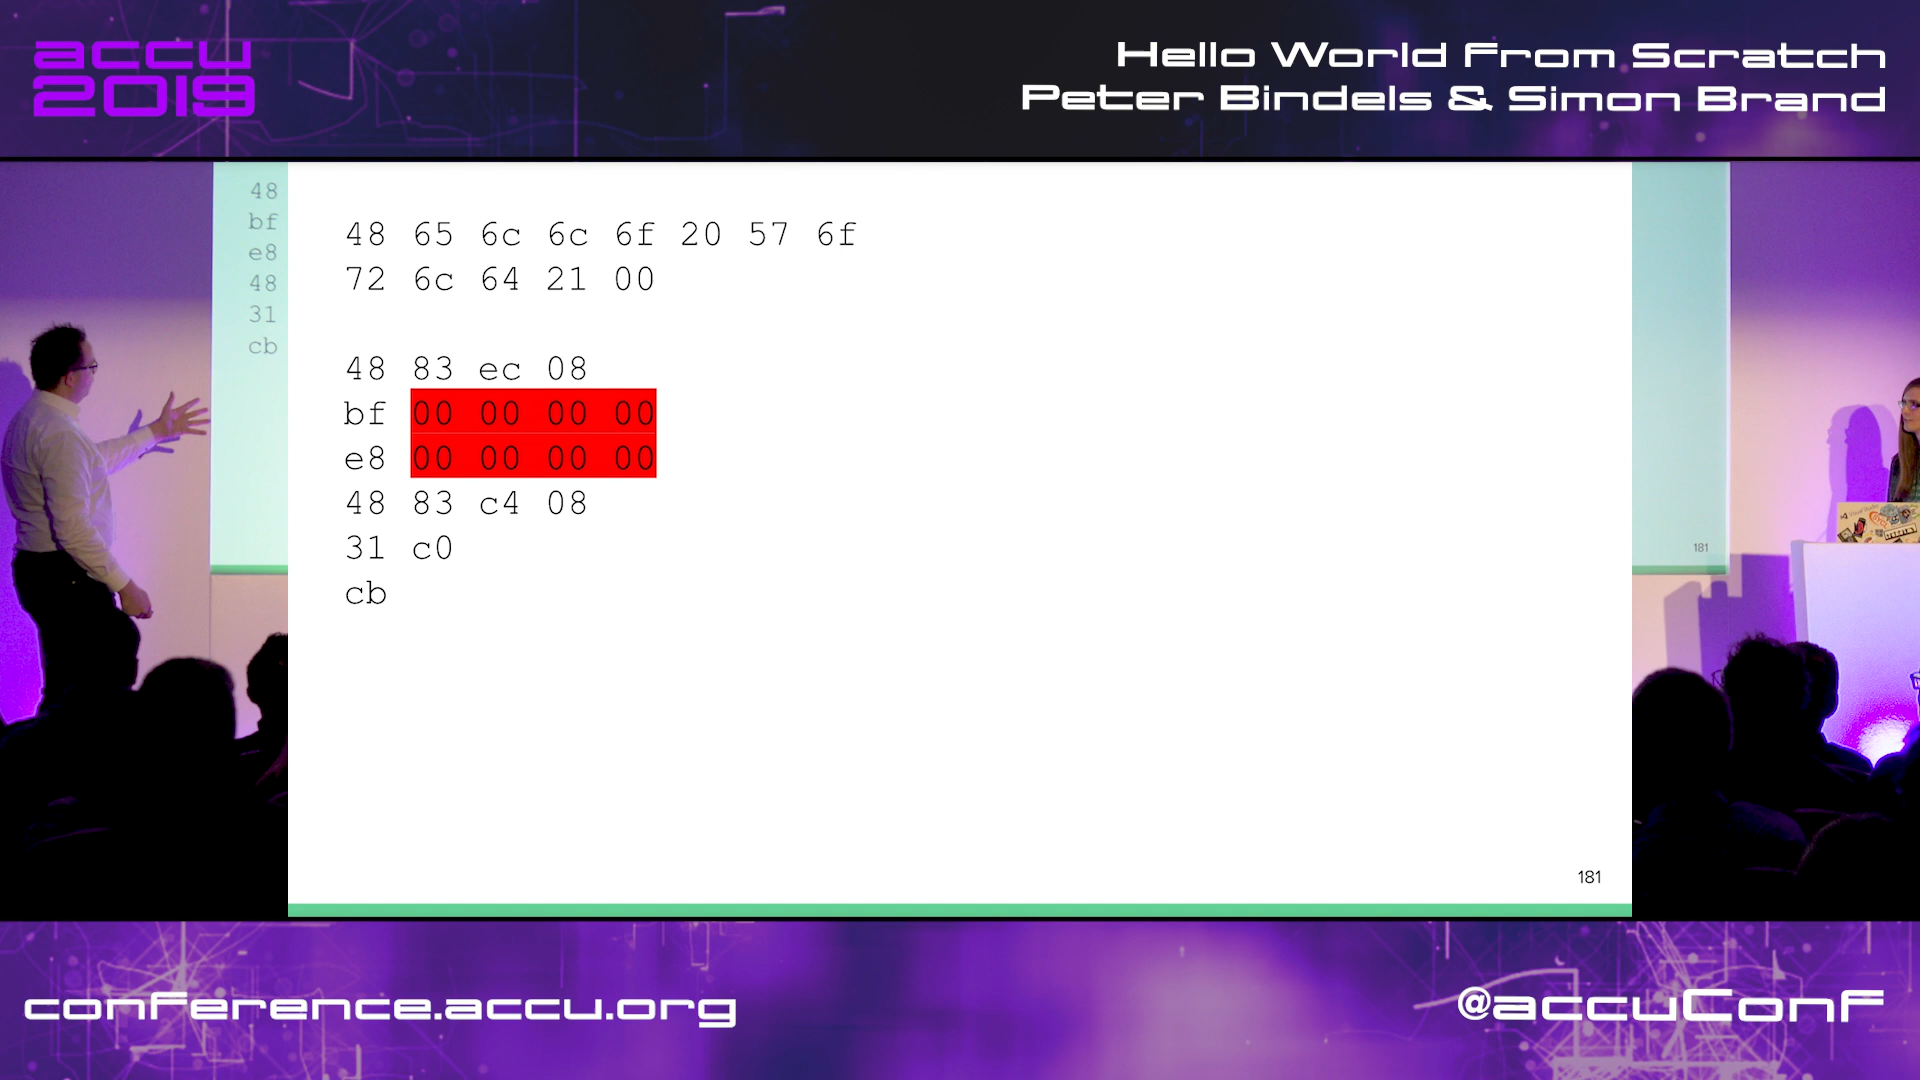 accu
2019
Hello World From Scratch
Peter Bindels & Simon Brand
48
bf
e8
48
31
cb
48 65 6c 6c 6f 20 57 6f
72 6c 64 21 00
48 83 ec 08
bf 00 00 00 00
e8 00 00 00 00
48 83 c4 08
31 c0
cb
181
181
conference.accu.org
@accuConf